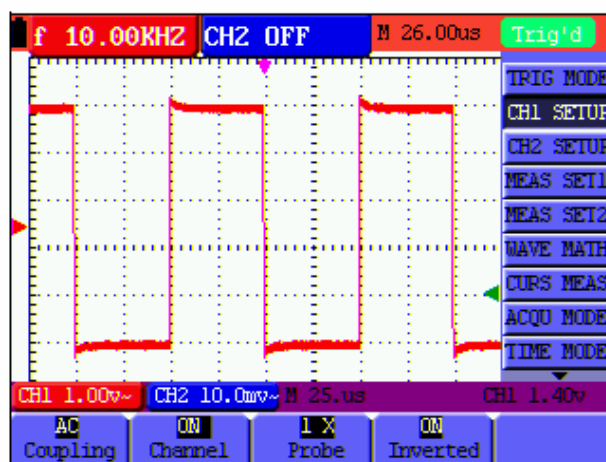 f 10.00KHZ CH2 OFF M 26.00us Trig'd
TRIG MODE
CH1 SETUP
CH2 SETUP
MEAS SET1
MEAS SET2
WAVE MATH
CURS MEAS
ACQU MODE
TIME MODE
CH1 1.00v~ CH2 10.0mv~ M 25.us CH1 1.40v
AC ON 1 X ON
Coupling Channel Probe Inverted